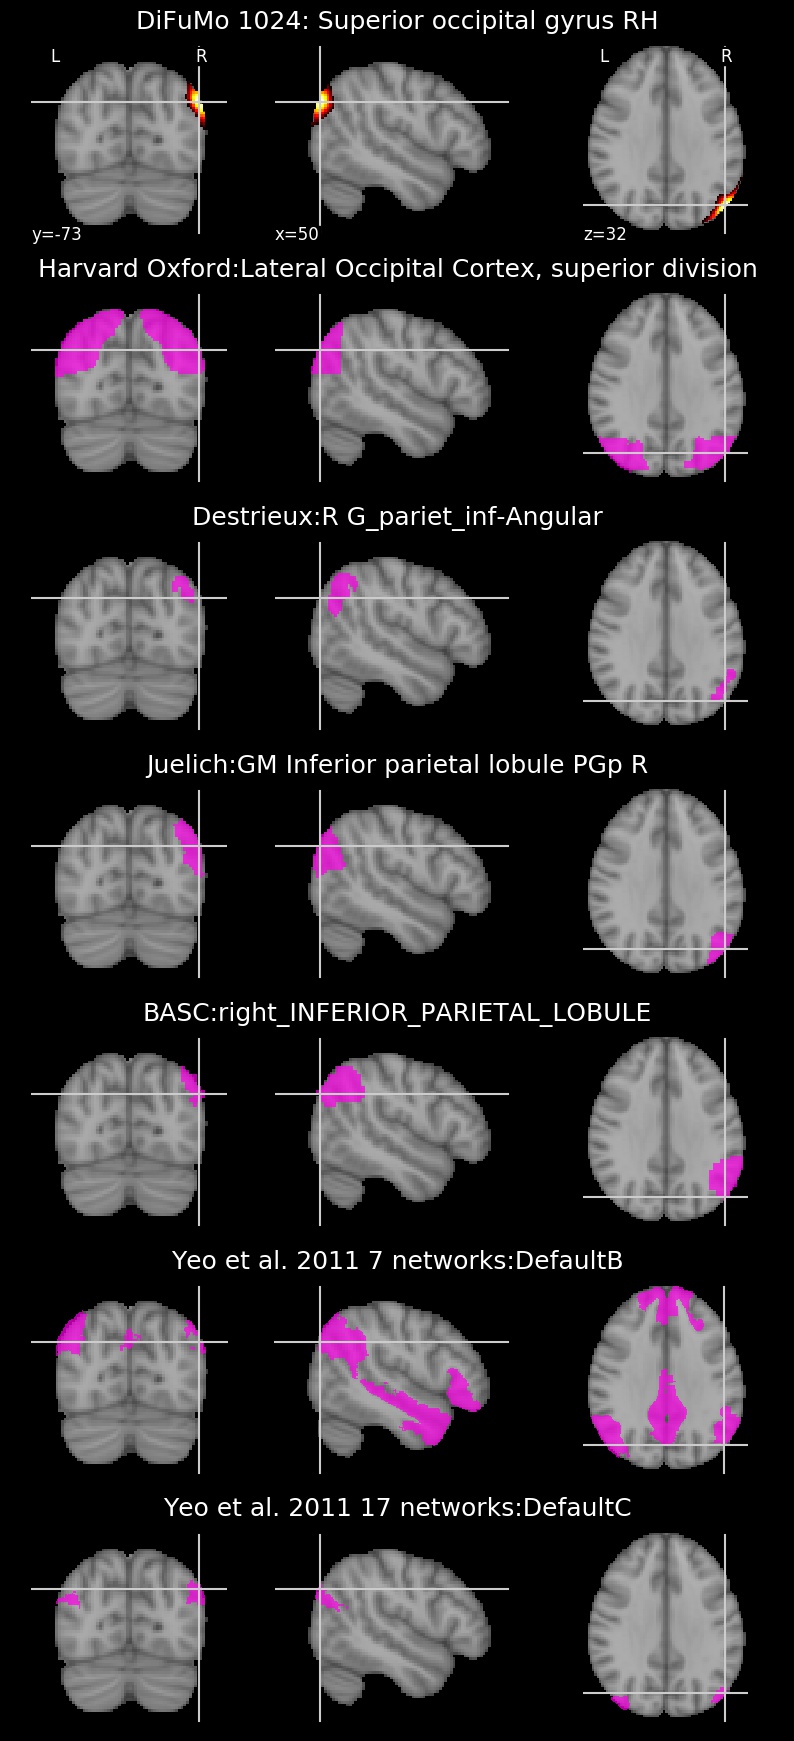 DiFuMo 1024: Superior occipital gyrus RH
L R L R
y=-73 x=50 z=32
Harvard Oxford:Lateral Occipital Cortex, superior division
Destrieux:R G_pariet_inf-Angular
Juelich:GM Inferior parietal lobule PGp R
BASC:right_INFERIOR_PARIETAL_LOBULE
Yeo et al. 2011 7 networks:DefaultB
Yeo et al. 2011 17 networks:DefaultC